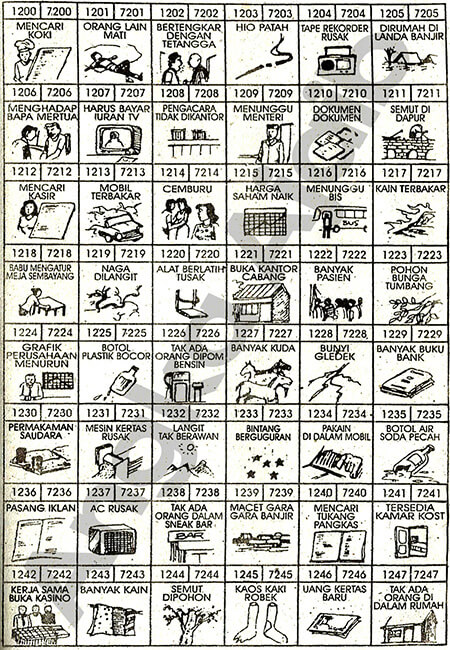 1200 7200 1201 7201 1202 7202 1203 7203 1204 7204 1205 7205
MENCARI KOKI
ORANG LAIN MATI
BERTENGKAR DENGAN TETANGGA
HIO PATAH
TAPE REKORDER RUSAK
DIRUMAH DI LANDA BANJIR
1206 7206 1207 7207 1208 7208 1209 7209 1210 7210 1211 7211
MENGHADAP BAPA MERTUA
HARUS BAYAR IURAN TV
PENGACARA TIDAK DIKANTOR
MENUNGGU MENTERI
DOKUMEN DOKUMEN
SEMUT DI DAPUR
1212 7212 1213 7213 1214 7214 1215 7215 1216 7216 1217 7217
MENCARI KASIR
MOBIL TERBAKAR
CEMBURU
HARGA SAHAM NAIK
MENUNGGU BIS
BUS
KAIN TERBAKAR
1218 7218 1219 7219 1220 7220 1221 7221 1222 7222 1223 7223
BABU MENGATUR MEJA SEMBAYANG
NAGA DILANGIT
ALAT BERLATIH TUSAK
BUKA KANTOR CABANG
BANYAK PASIEN
POHON BUNGA TUMBANG
1224 7224 1225 7225 1226 7226 1227 7227 1228 7228 1229 7229
GRAFIK PERUSAHAAN MENURUN
BOTOL PLASTIK BOCOR
TAK ADA ORANG DIPOM BENSIN
BANYAK KUDA
BUNYI GLEDEK
BANYAK BUKU BANK
1230 7230 1231 7231 1232 7232 1233 7233 1234 7234 1235 7235
PERMAKAMAN SAUDARA
MESIN KERTAS RUSAK
LANGIT TAK BERAWAN
BINTANG BERGUGURAN
PAKAIN DI DALAM MOBIL
BOTOL AIR SODA PECAH
1236 7236 1237 7237 1238 7238 1239 7239 1240 7240 1241 7241
PASANG IKLAN
AC RUSAK
TAK ADA ORANG DALAM SNEAK BAR
BAR
MACET GARA GARA BANJIR
MENCARI TUKANG PANGKAS
TERSEDIA KAMAR KOST
1242 7242 1243 7243 1244 7244 1245 7245 1246 7246 1247 7247
KERJA SAMA BUKA KASINO
BANYAK KAIN
SEMUT DIPOHON
KAOS KAKI ROBEK
UANG KERTAS BARU
TAK ADA ORANG DI DALAM RUMAH